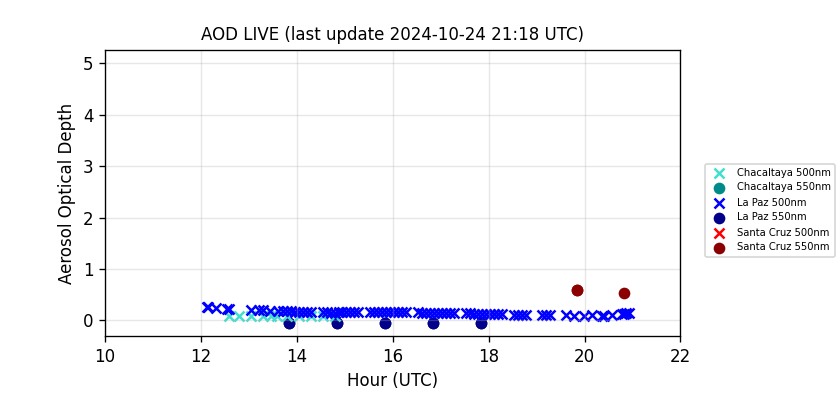 AOD LIVE (last update 2024-10-24 21:18 UTC)
Aerosol Optical Depth
5
4
3
2
1
0
10 12 14 16 18 20 22
Hour (UTC)
Chacaltaya 500nm
Chacaltaya 550nm
La Paz 500nm
La Paz 550nm
Santa Cruz 500nm
Santa Cruz 550nm